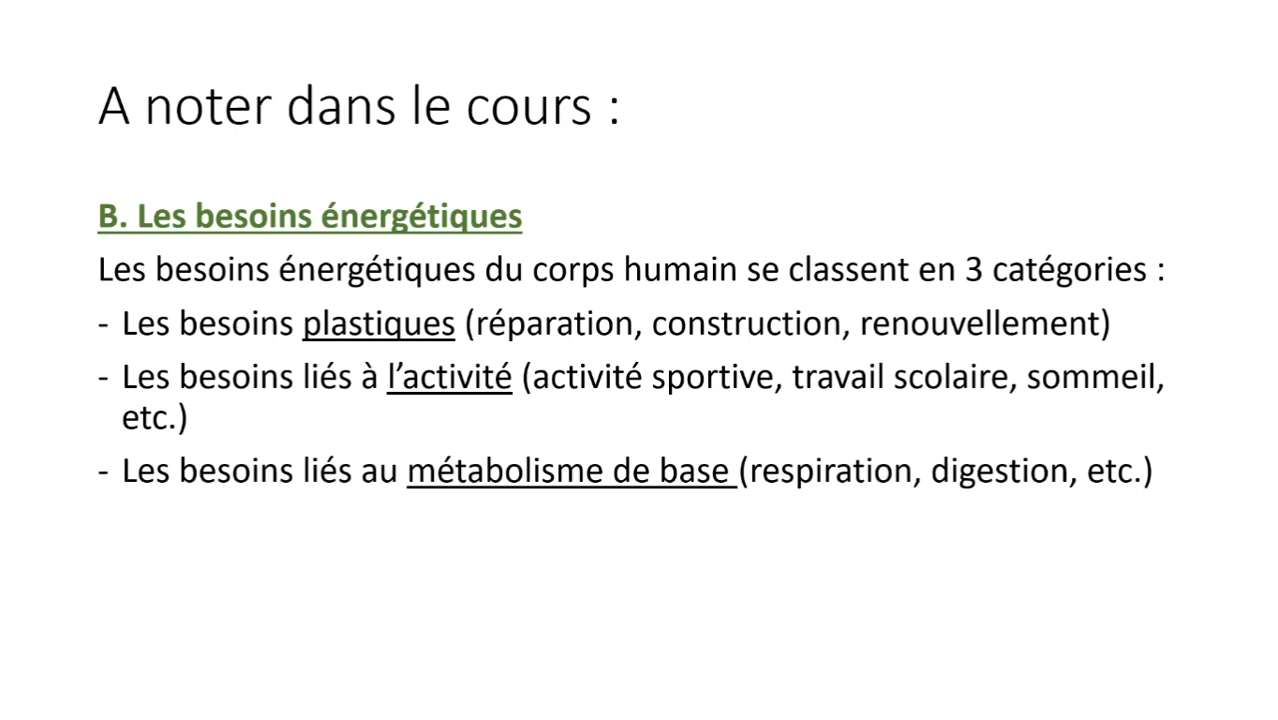 A noter dans le cours :
B. Les besoins énergétiques
Les besoins énergétiques du corps humain se classent en 3 catégories :
- Les besoins plastiques (réparation, construction, renouvellement)
- Les besoins liés à l’activité (activité sportive, travail scolaire, sommeil,
etc.)
- Les besoins liés au métabolisme de base (respiration, digestion, etc.)